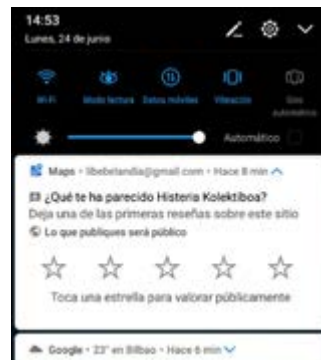 14:53
Lunes, 24 de junio
Wi-Fi Modo lectura Datos móviles Vibración Giro automático
Automático
Maps • libebelandia@gmail.com • Hace 8 min
¿Qué te ha parecido Histeria Kolektiboa?
Deja una de las primeras reseñas sobre este sitio
Lo que publiques será público
Toca una estrella para valorar públicamente
Google • 23° en Bilbao • Hace 6 min